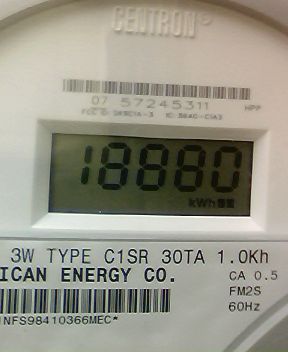 CENTRON®
07 57245311
HPP
18880
kWh
3W TYPE C1SR 30TA 1.0Kh
ICAN ENERGY CO.
CA 0.5
FM2S
60Hz
NFS98410366MEC*